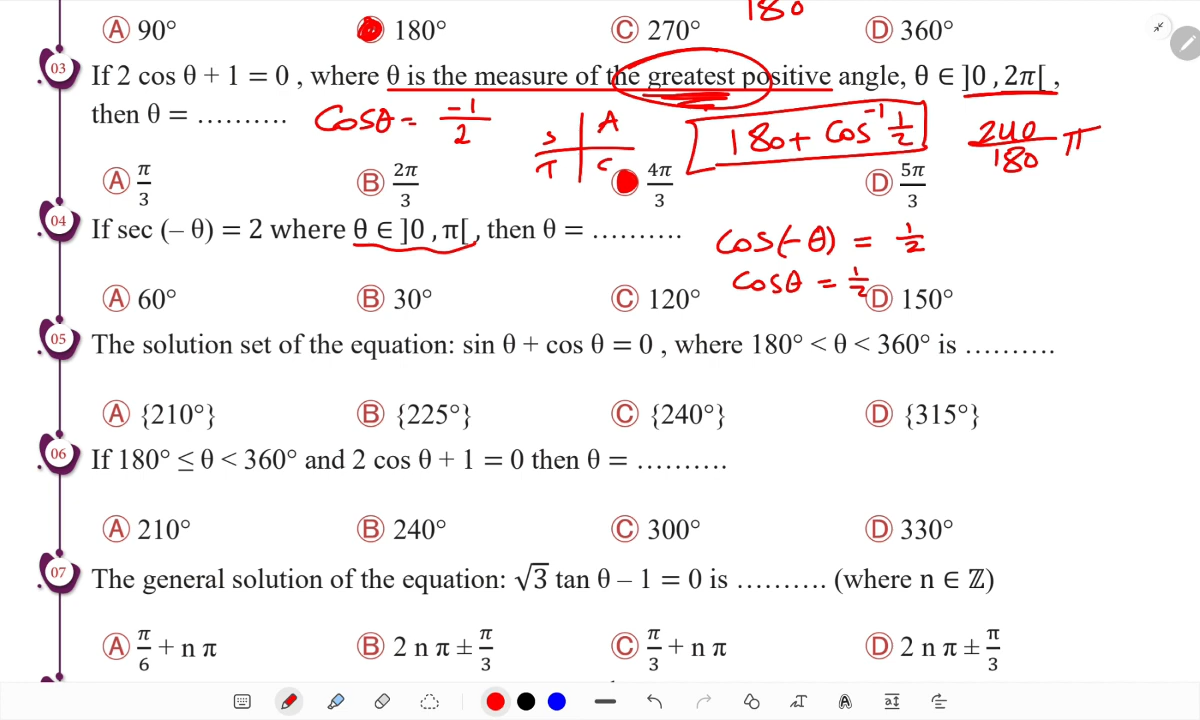 180
Ⓐ 90° 180° Ⓒ 270° Ⓓ 360°
03 If 2 cos θ + 1 = 0 , where θ is the measure of the greatest positive angle, θ ∈ ]0 , 2π[ ,
then θ = ..........
Cosθ = -1/2
S A
T C
180 + Cos⁻¹ 1/2
240/180 π
Ⓐ π/3 Ⓑ 2π/3 4π/3 Ⓓ 5π/3
04 If sec (– θ) = 2 where θ ∈ ]0 , π[ , then θ = ..........
Cos(-θ) = 1/2
Cosθ = 1/2
Ⓐ 60° Ⓑ 30° Ⓒ 120° Ⓓ 150°
05 The solution set of the equation: sin θ + cos θ = 0 , where 180° < θ < 360° is ..........
Ⓐ {210°} Ⓑ {225°} Ⓒ {240°} Ⓓ {315°}
06 If 180° ≤ θ < 360° and 2 cos θ + 1 = 0 then θ = ..........
Ⓐ 210° Ⓑ 240° Ⓒ 300° Ⓓ 330°
07 The general solution of the equation: √3 tan θ – 1 = 0 is .......... (where n ∈ ℤ)
Ⓐ π/6 + n π Ⓑ 2 n π ± π/3 Ⓒ π/3 + n π Ⓓ 2 n π ± π/3